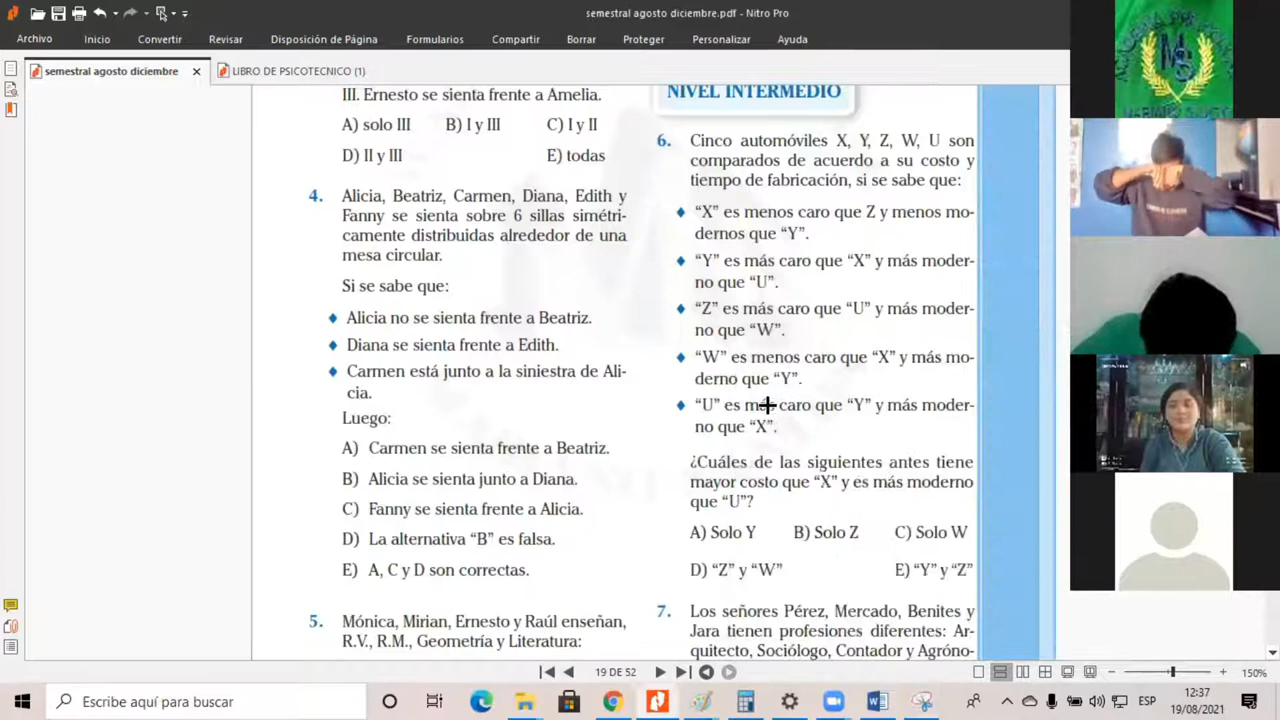 semestral agosto diciembre.pdf - Nitro Pro
Archivo Inicio Convertir Revisar Disposición de Página Formularios Compartir Borrar Proteger Personalizar Ayuda
semestral agosto diciembre × LIBRO DE PSICOTECNICO (1)
III. Ernesto se sienta frente a Amelia.
A) solo III B) I y III C) I y II
D) II y III E) todas
4. Alicia, Beatriz, Carmen, Diana, Edith y
Fanny se sienta sobre 6 sillas simétri-
camente distribuidas alrededor de una
mesa circular.
Si se sabe que:
♦ Alicia no se sienta frente a Beatriz.
♦ Diana se sienta frente a Edith.
♦ Carmen está junto a la siniestra de Ali-
cia.
Luego:
A) Carmen se sienta frente a Beatriz.
B) Alicia se sienta junto a Diana.
C) Fanny se sienta frente a Alicia.
D) La alternativa “B” es falsa.
E) A, C y D son correctas.
5. Mónica, Mirian, Ernesto y Raúl enseñan,
R.V., R.M., Geometría y Literatura:
NIVEL INTERMEDIO
6. Cinco automóviles X, Y, Z, W, U son
comparados de acuerdo a su costo y
tiempo de fabricación, si se sabe que:
♦ “X” es menos caro que Z y menos mo-
dernos que “Y”.
♦ “Y” es más caro que “X” y más moder-
no que “U”.
♦ “Z” es más caro que “U” y más moder-
no que “W”.
♦ “W” es menos caro que “X” y más mo-
derno que “Y”.
♦ “U” es más caro que “Y” y más moder-
no que “X”.
¿Cuáles de las siguientes antes tiene
mayor costo que “X” y es más moderno
que “U”?
A) Solo Y B) Solo Z C) Solo W
D) “Z” y “W” E) “Y” y “Z”
7. Los señores Pérez, Mercado, Benites y
Jara tienen profesiones diferentes: Ar-
quitecto, Sociólogo, Contador y Agróno-
19 DE 52
150%
Escribe aquí para buscar
ESP
12:37
19/08/2021